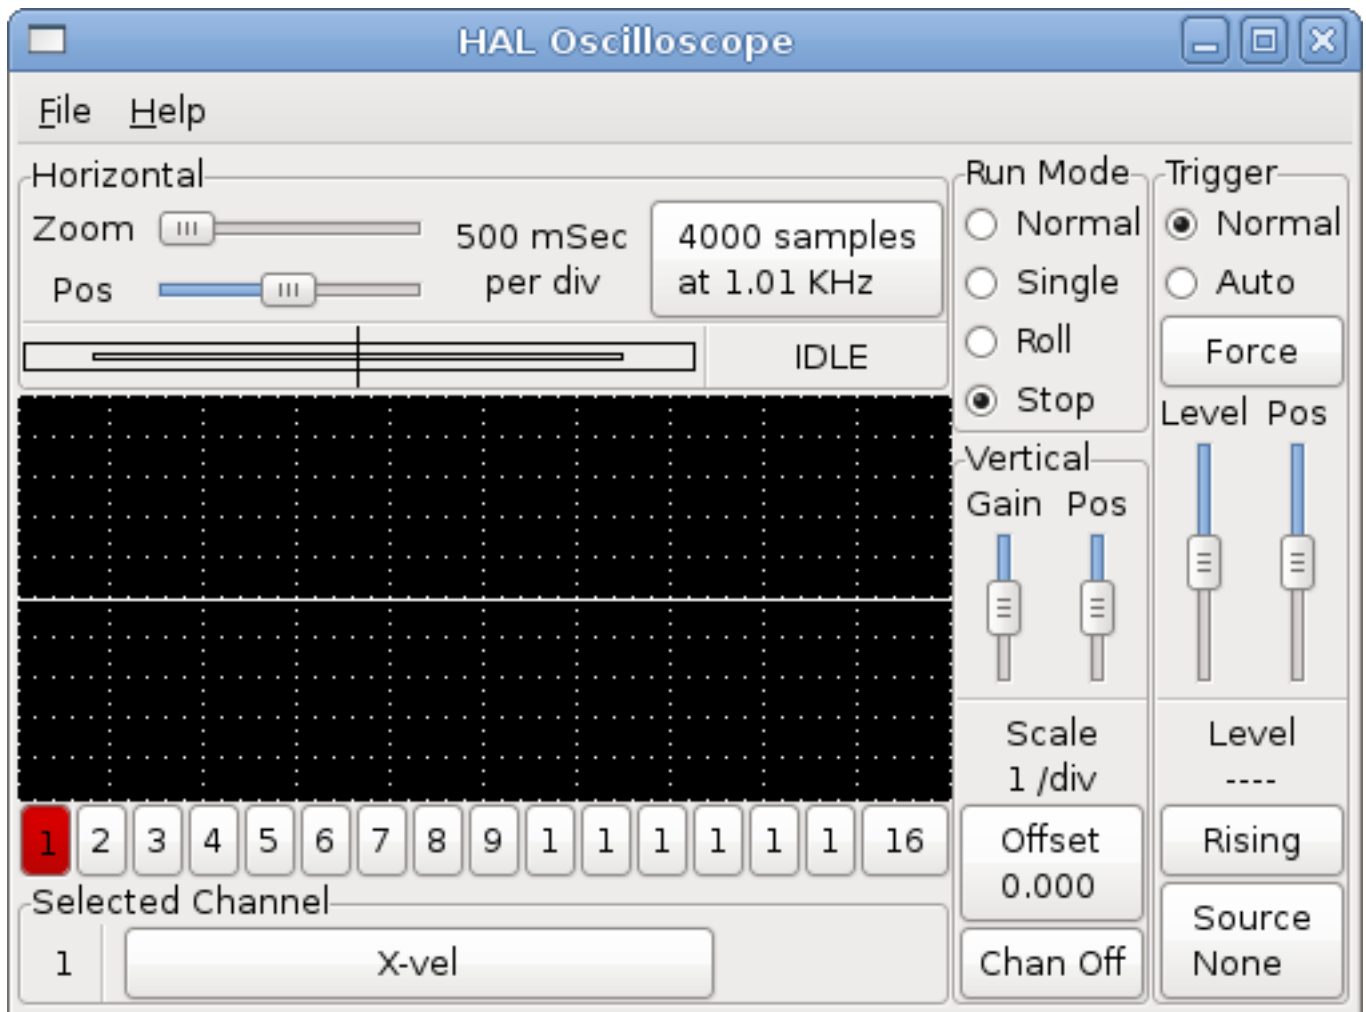 HAL Oscilloscope
File Help
Horizontal
Zoom
Pos
500 mSec
per div
4000 samples
at 1.01 KHz
IDLE
Run Mode
Normal
Single
Roll
Stop
Trigger
Normal
Auto
Force
Level Pos
Vertical
Gain Pos
Scale
1 /div
Offset
0.000
Chan Off
Level
----
Rising
Source
None
1 2 3 4 5 6 7 8 9 1 1 1 1 1 1 16
Selected Channel
1 X-vel